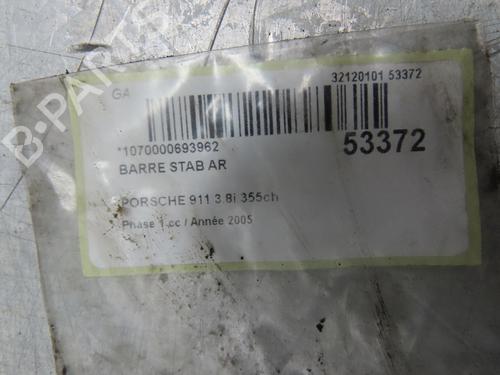 GA
32120101 53372
*1070000693962
53372
BARRE STAB AR
PORSCHE 911 3.8i 355ch
Phase 1 cc / Année 2005
B-PARTS